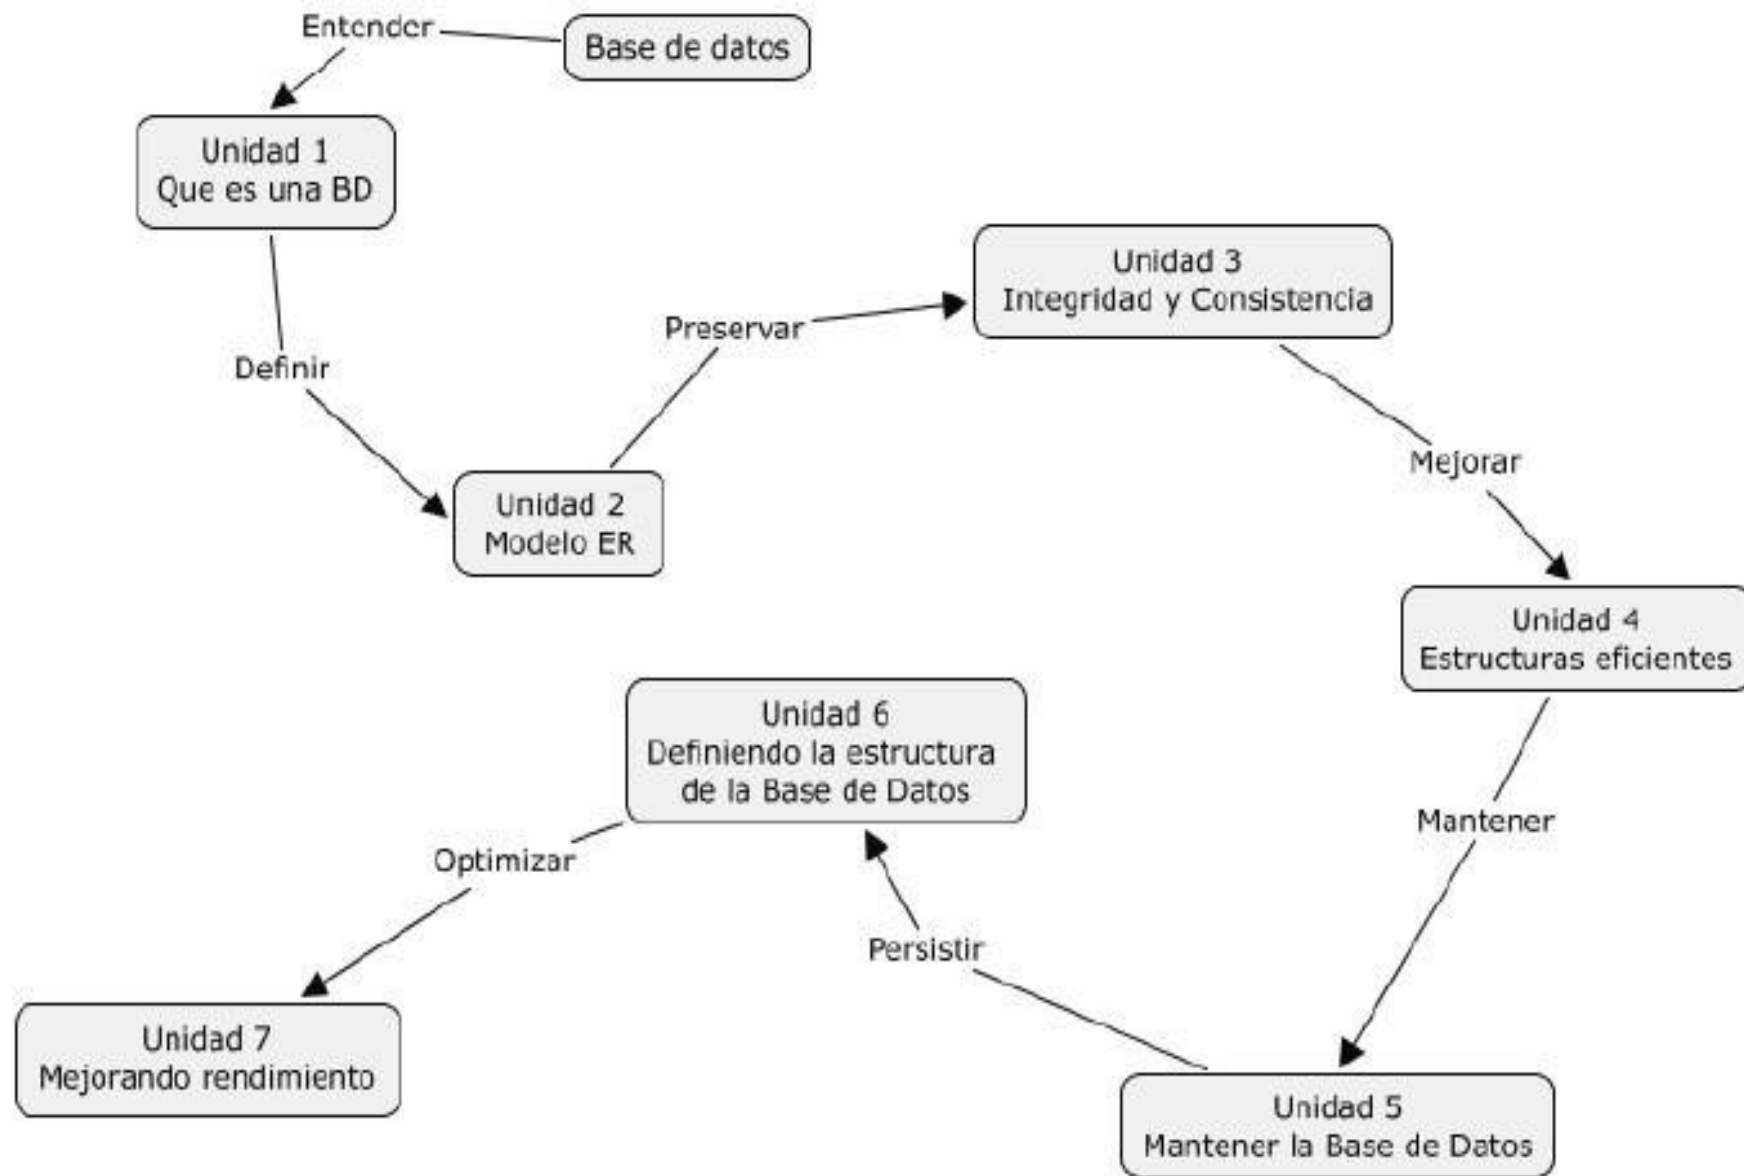 Base de datos
Entender
Unidad 1
Que es una BD
Definir
Unidad 2
Modelo ER
Preservar
Unidad 3
Integridad y Consistencia
Mejorar
Unidad 4
Estructuras eficientes
Mantener
Unidad 5
Mantener la Base de Datos
Persistir
Unidad 6
Definiendo la estructura
de la Base de Datos
Optimizar
Unidad 7
Mejorando rendimiento